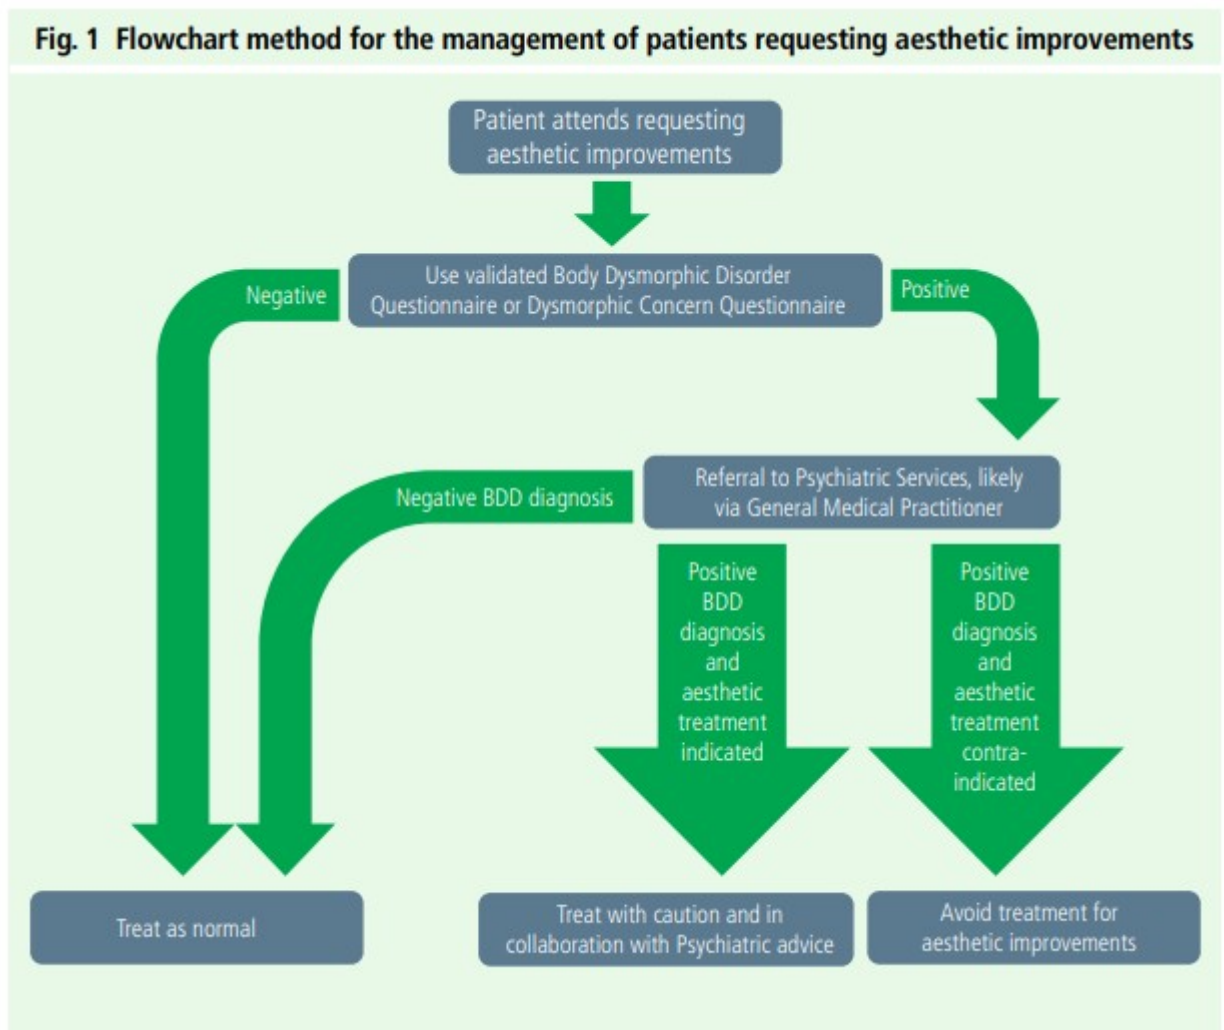 Fig. 1 Flowchart method for the management of patients requesting aesthetic improvements
Patient attends requesting
aesthetic improvements
Use validated Body Dysmorphic Disorder
Questionnaire or Dysmorphic Concern Questionnaire
Negative
Positive
Referral to Psychiatric Services, likely
via General Medical Practitioner
Negative BDD diagnosis
Positive
BDD
diagnosis
and
aesthetic
treatment
indicated
Positive
BDD
diagnosis
and
aesthetic
treatment
contra-
indicated
Treat as normal
Treat with caution and in
collaboration with Psychiatric advice
Avoid treatment for
aesthetic improvements